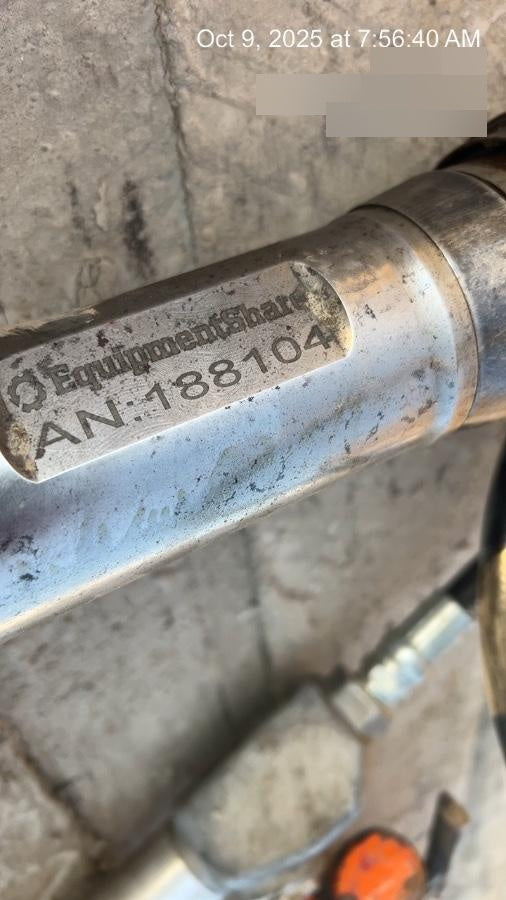 Oct 9, 2025 at 7:56:40 AM
EquipmentShare
AN:188104